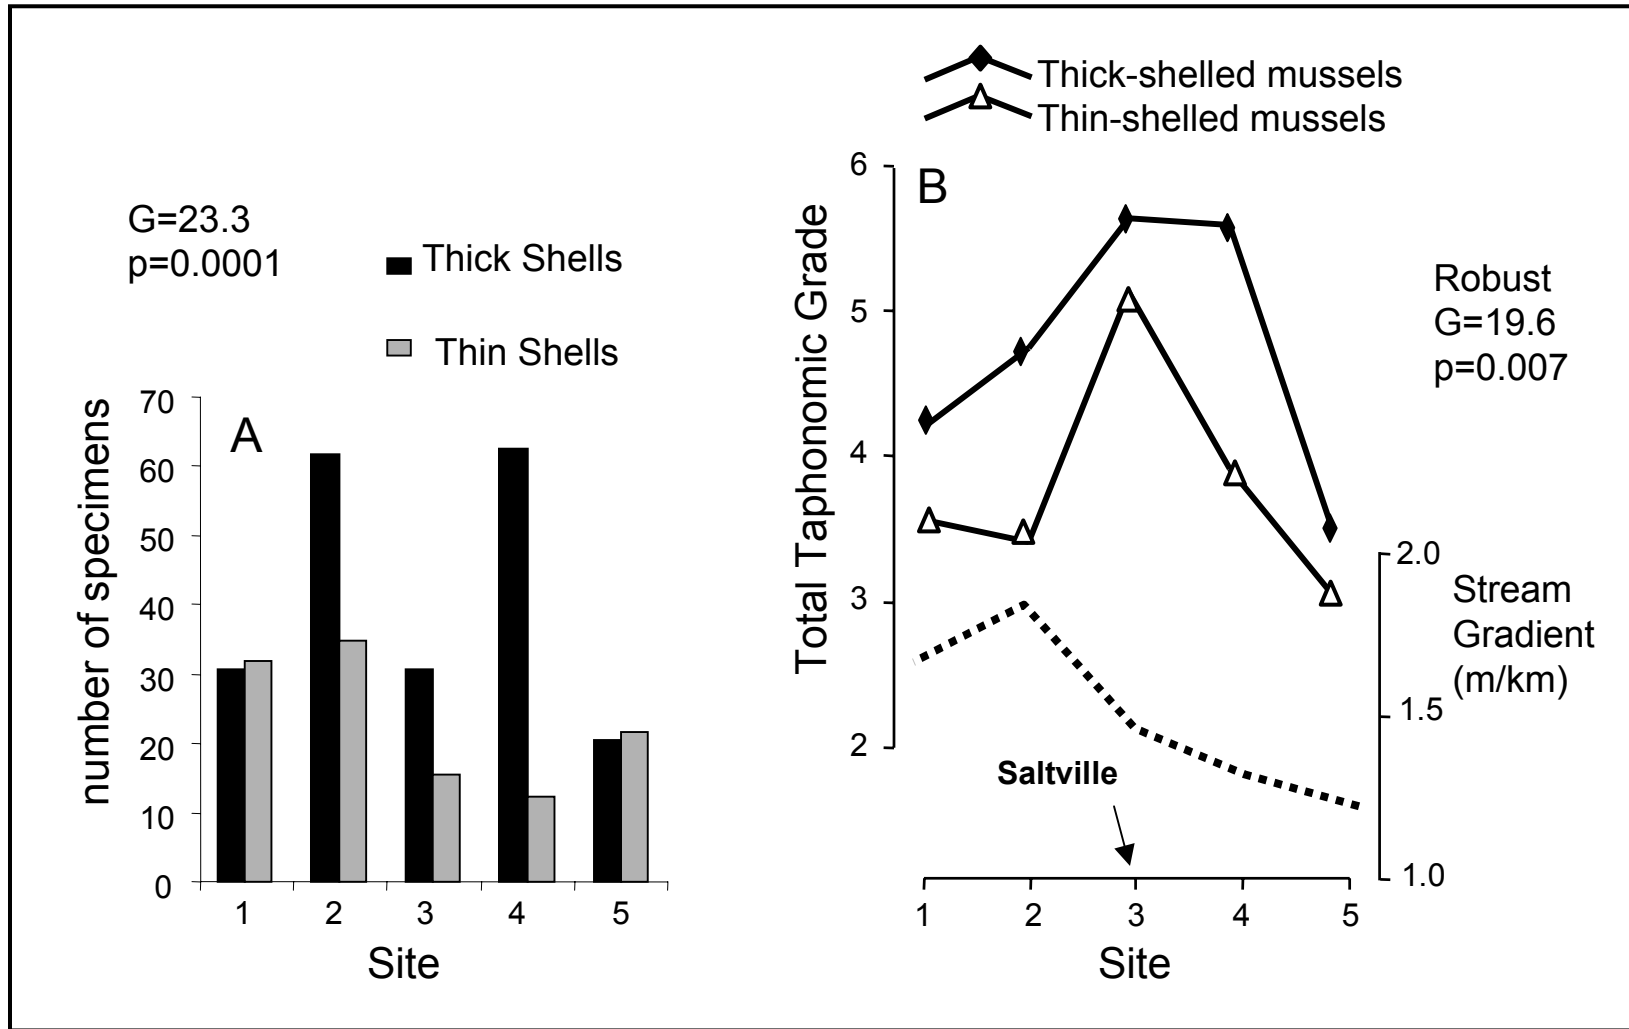 G=23.3
p=0.0001
Thick Shells
Thin Shells
A
number of specimens
70
60
50
40
30
20
10
0
1 2 3 4 5
Site
Thick-shelled mussels
Thin-shelled mussels
B
Total Taphonomic Grade
6
5
4
3
2
Robust
G=19.6
p=0.007
2.0
1.5
1.0
Stream
Gradient
(m/km)
Saltville
1 2 3 4 5
Site